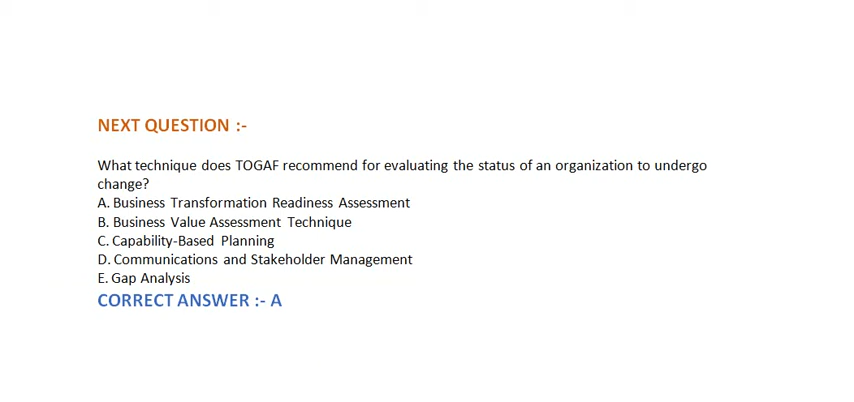 NEXT QUESTION :-
What technique does TOGAF recommend for evaluating the status of an organization to undergo
change?
A. Business Transformation Readiness Assessment
B. Business Value Assessment Technique
C. Capability-Based Planning
D. Communications and Stakeholder Management
E. Gap Analysis
CORRECT ANSWER :- A